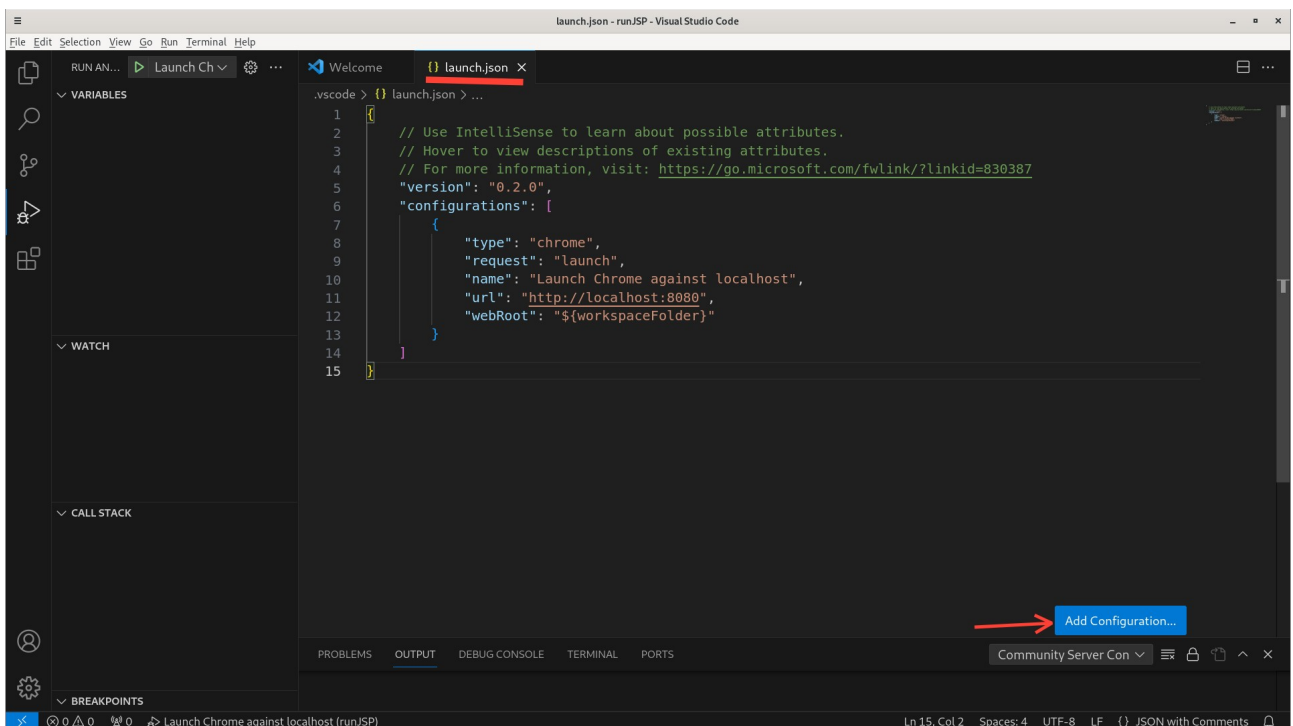 launch.json - runJSP - Visual Studio Code
File Edit Selection View Go Run Terminal Help
RUN AN... Launch Ch
Welcome
launch.json
VARIABLES
.vscode > {} launch.json > ...
1 {
2 // Use IntelliSense to learn about possible attributes.
3 // Hover to view descriptions of existing attributes.
4 // For more information, visit: https://go.microsoft.com/fwlink/?linkid=830387
5 "version": "0.2.0",
6 "configurations": [
7 {
8 "type": "chrome",
9 "request": "launch",
10 "name": "Launch Chrome against localhost",
11 "url": "http://localhost:8080",
12 "webRoot": "${workspaceFolder}"
13 }
14 ]
15 }
WATCH
CALL STACK
Add Configuration...
PROBLEMS OUTPUT DEBUG CONSOLE TERMINAL PORTS
Community Server Con
BREAKPOINTS
0 0 0 Launch Chrome against localhost (runJSP)
Ln 15, Col 2 Spaces: 4 UTF-8 LF {} JSON with Comments